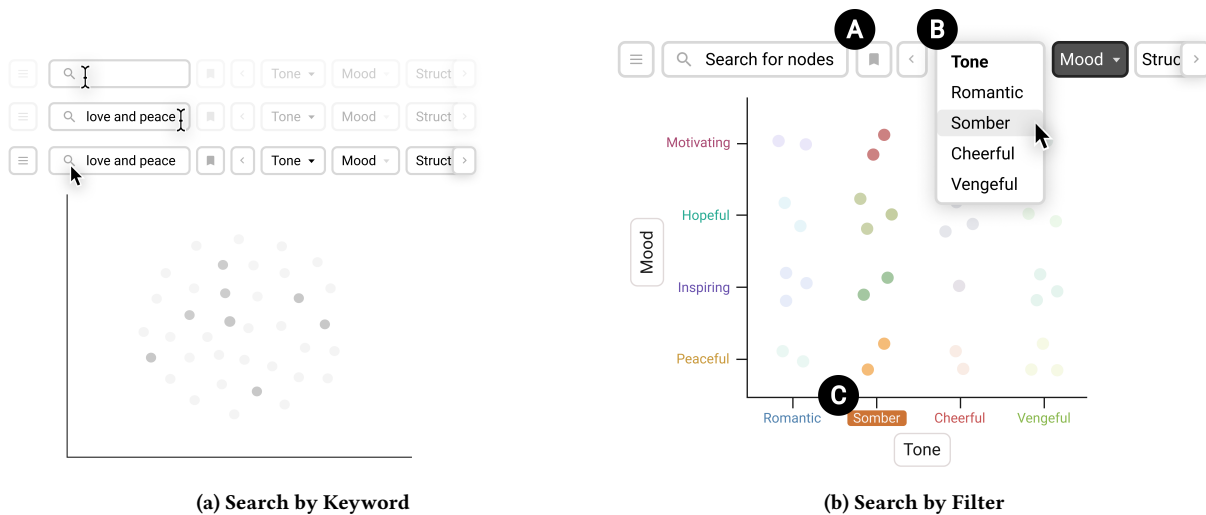 love and peace
Tone
Mood
Struct
Tone
Mood
Struct
love and peace
Tone
Mood
Struct
(a) Search by Keyword
A
B
Search for nodes
Tone
Romantic
Somber
Cheerful
Vengeful
Mood
Struc
Motivating
Hopeful
Inspiring
Peaceful
Mood
C
Romantic
Somber
Cheerful
Vengeful
Tone
(b) Search by Filter